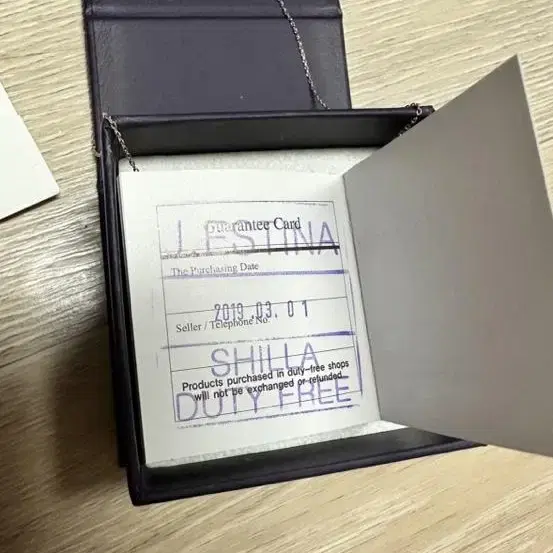 Guarantee Card
J.ESTINA
The Purchasing Date
2019.03.01
Seller / Telephone No.
SHILLA
Products purchased in duty-free shops
will not be exchanged or refunded.
DUTY FREE